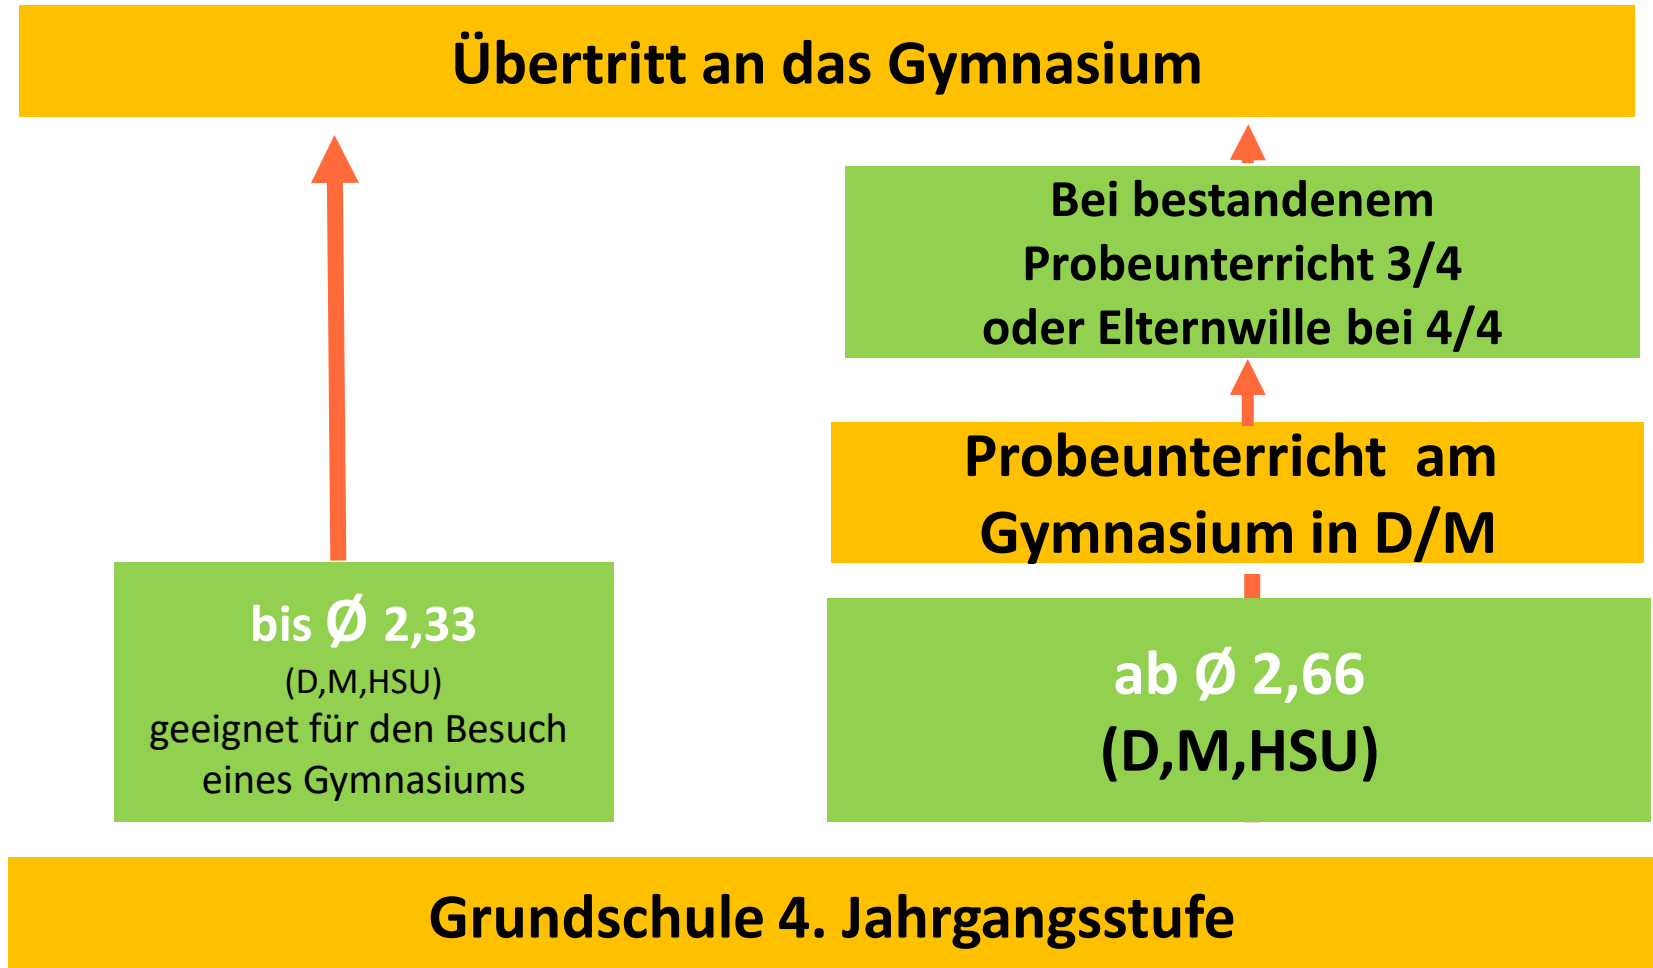 Übertritt an das Gymnasium
Bei bestandenem
Probeunterricht 3/4
oder Elternwille bei 4/4
Probeunterricht am
Gymnasium in D/M
bis Ø 2,33
(D,M,HSU)
geeignet für den Besuch
eines Gymnasiums
ab Ø 2,66
(D,M,HSU)
Grundschule 4. Jahrgangsstufe